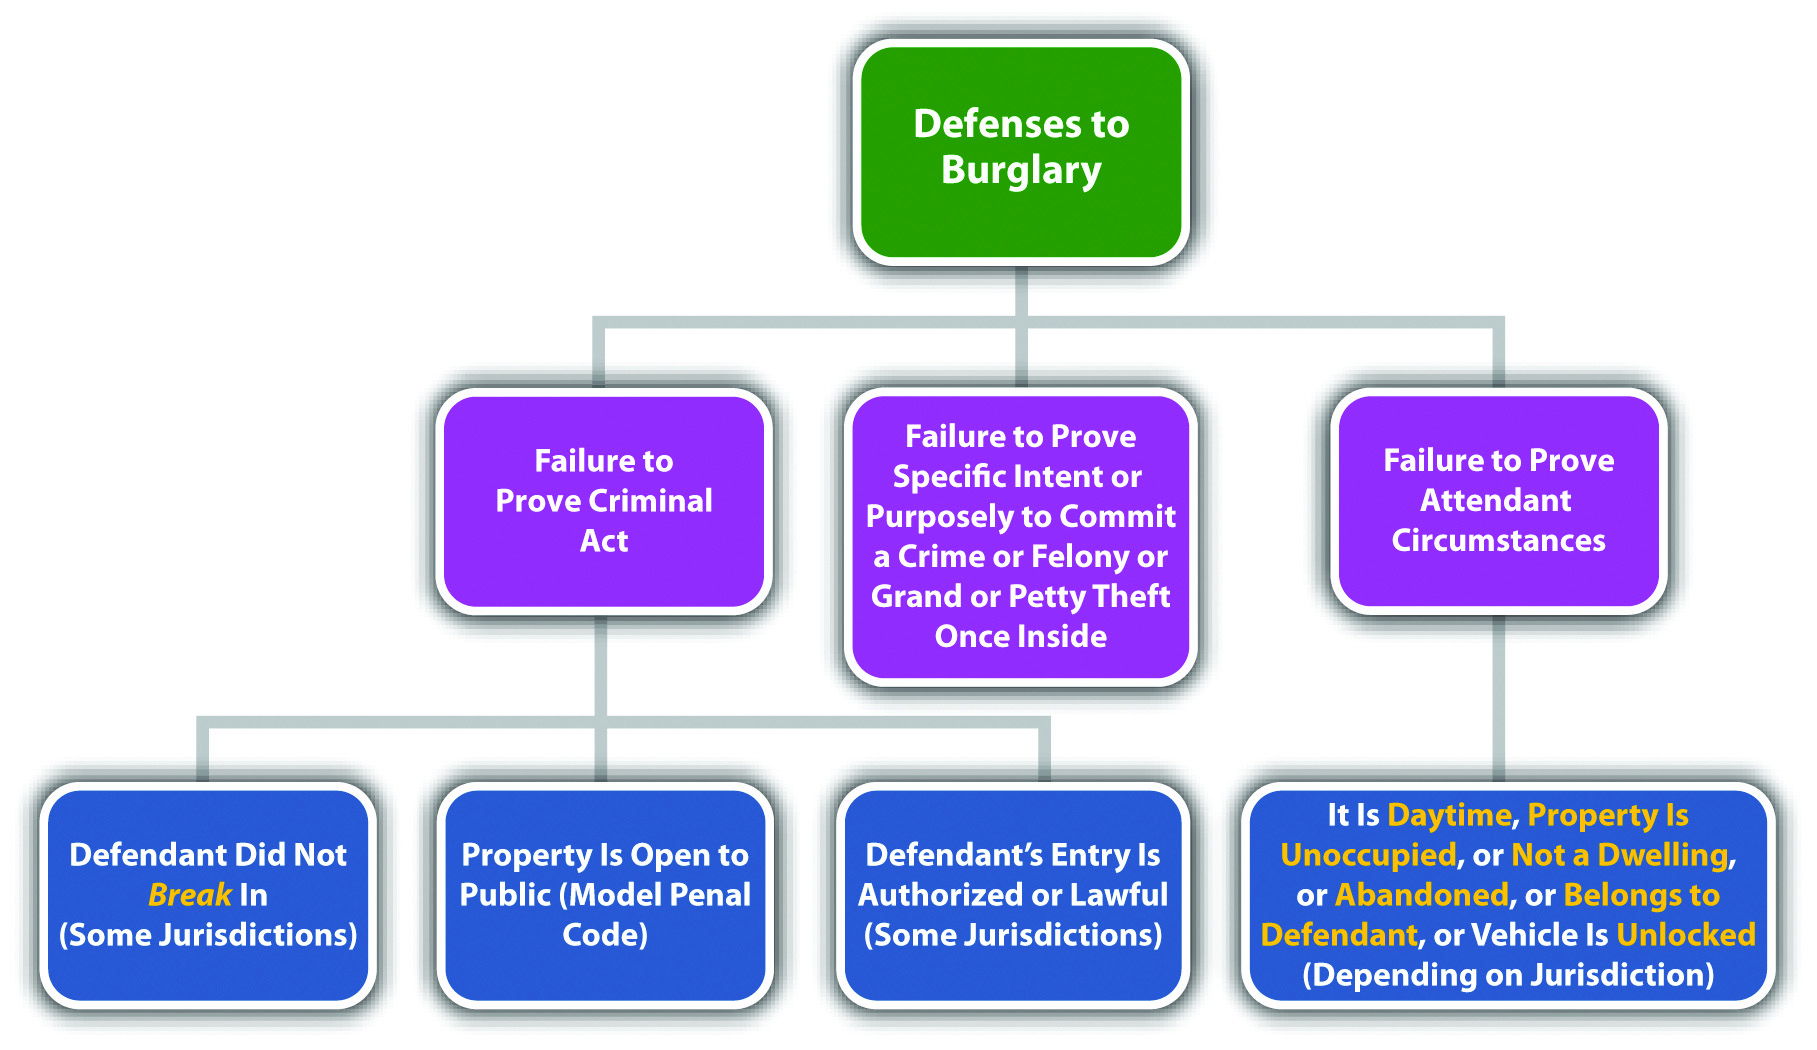 Defenses to
Burglary
Failure to
Prove Criminal
Act
Failure to Prove
Specific Intent or
Purposely to Commit
a Crime or Felony or
Grand or Petty Theft
Once Inside
Failure to Prove
Attendant
Circumstances
Defendant Did Not
Break In
(Some Jurisdictions)
Property Is Open to
Public (Model Penal
Code)
Defendant’s Entry Is
Authorized or Lawful
(Some Jurisdictions)
It Is Daytime, Property Is
Unoccupied, or Not a Dwelling,
or Abandoned, or Belongs to
Defendant, or Vehicle Is Unlocked
(Depending on Jurisdiction)